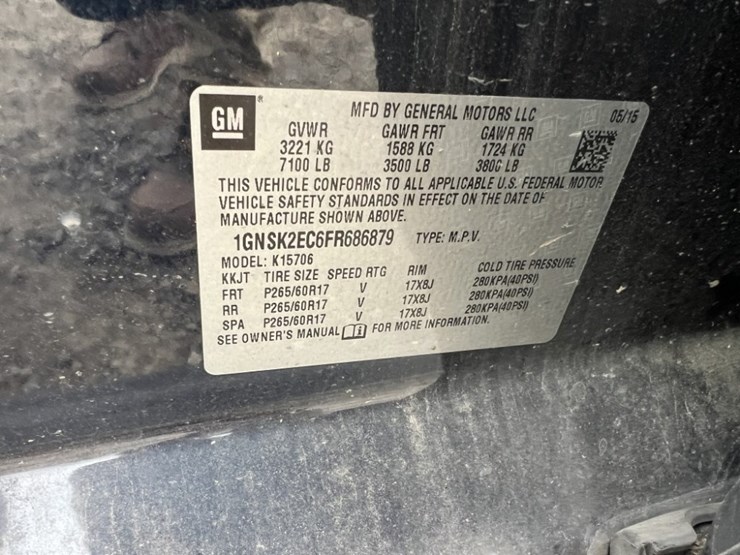 GM®
MFD BY GENERAL MOTORS LLC 05/15
GVWR GAWR FRT GAWR RR
3221 KG 1588 KG 1724 KG
7100 LB 3500 LB 3800 LB
THIS VEHICLE CONFORMS TO ALL APPLICABLE U.S. FEDERAL MOTOR
VEHICLE SAFETY STANDARDS IN EFFECT ON THE DATE OF
MANUFACTURE SHOWN ABOVE.
1GNSK2EC6FR686879 TYPE: M.P.V.
MODEL: K15706
KKJT TIRE SIZE SPEED RTG RIM COLD TIRE PRESSURE
FRT P265/60R17 V 17X8J 280KPA(40PSI)
RR P265/60R17 V 17X8J 280KPA(40PSI)
SPA P265/60R17 V 17X8J 280KPA(40PSI)
SEE OWNER'S MANUAL FOR MORE INFORMATION.